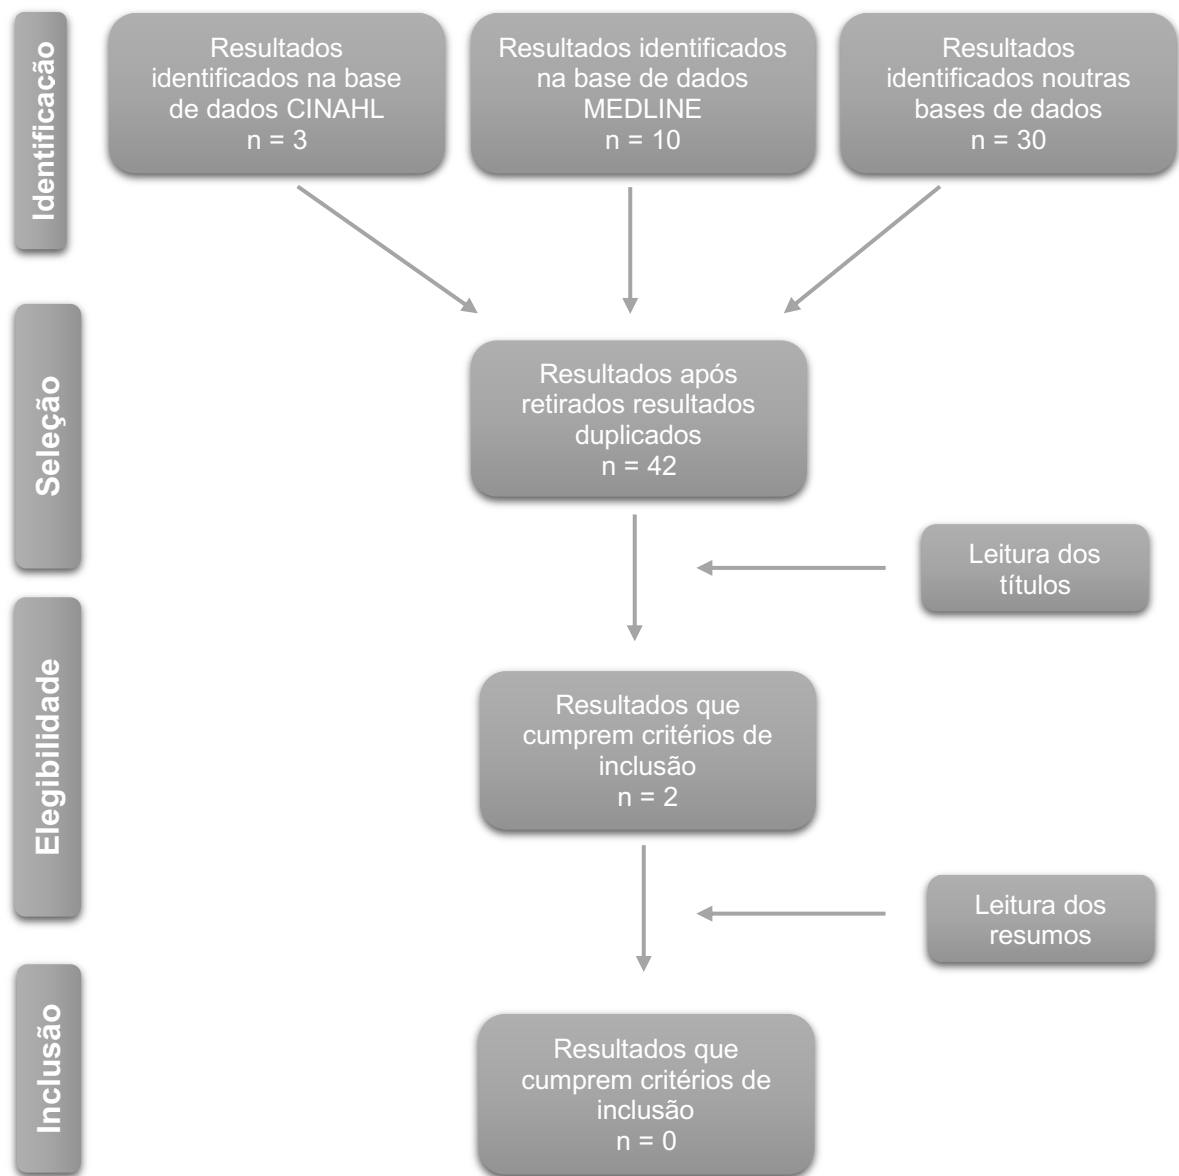 Identificação
Resultados
identificados na base
de dados CINAHL
n = 3
Resultados identificados
na base de dados
MEDLINE
n = 10
Resultados
identificados noutras
bases de dados
n = 30
Seleção
Resultados após
retirados resultados
duplicados
n = 42
Leitura dos
títulos
Elegibilidade
Resultados que
cumprem critérios de
inclusão
n = 2
Leitura dos
resumos
Inclusão
Resultados que
cumprem critérios de
inclusão
n = 0